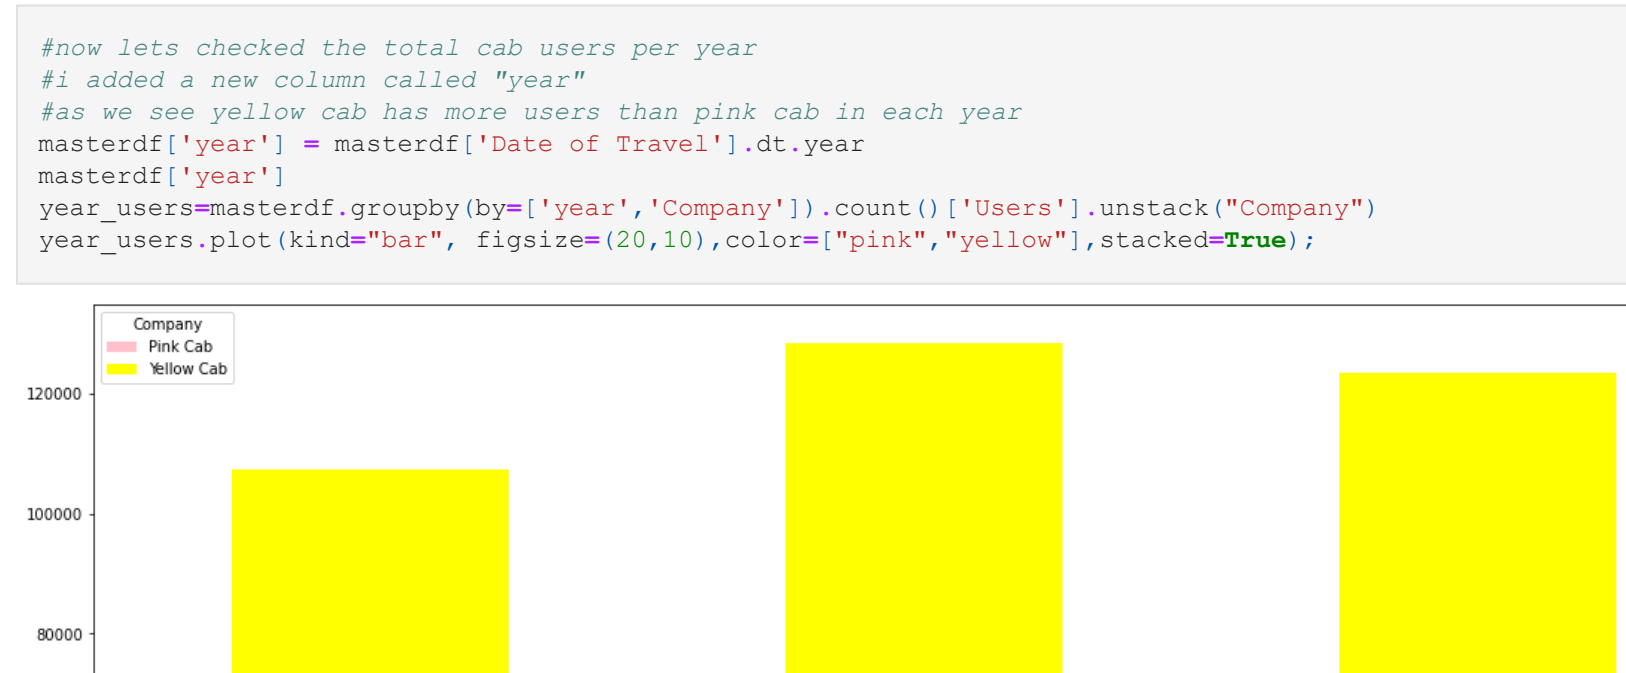 #now lets checked the total cab users per year
#i added a new column called "year"
#as we see yellow cab has more users than pink cab in each year
masterdf['year'] = masterdf['Date of Travel'].dt.year
masterdf['year']
year_users=masterdf.groupby(by=['year','Company']).count()['Users'].unstack("Company")
year_users.plot(kind="bar", figsize=(20,10),color=["pink","yellow"],stacked=True);
Company
Pink Cab
Yellow Cab
120000
100000
80000